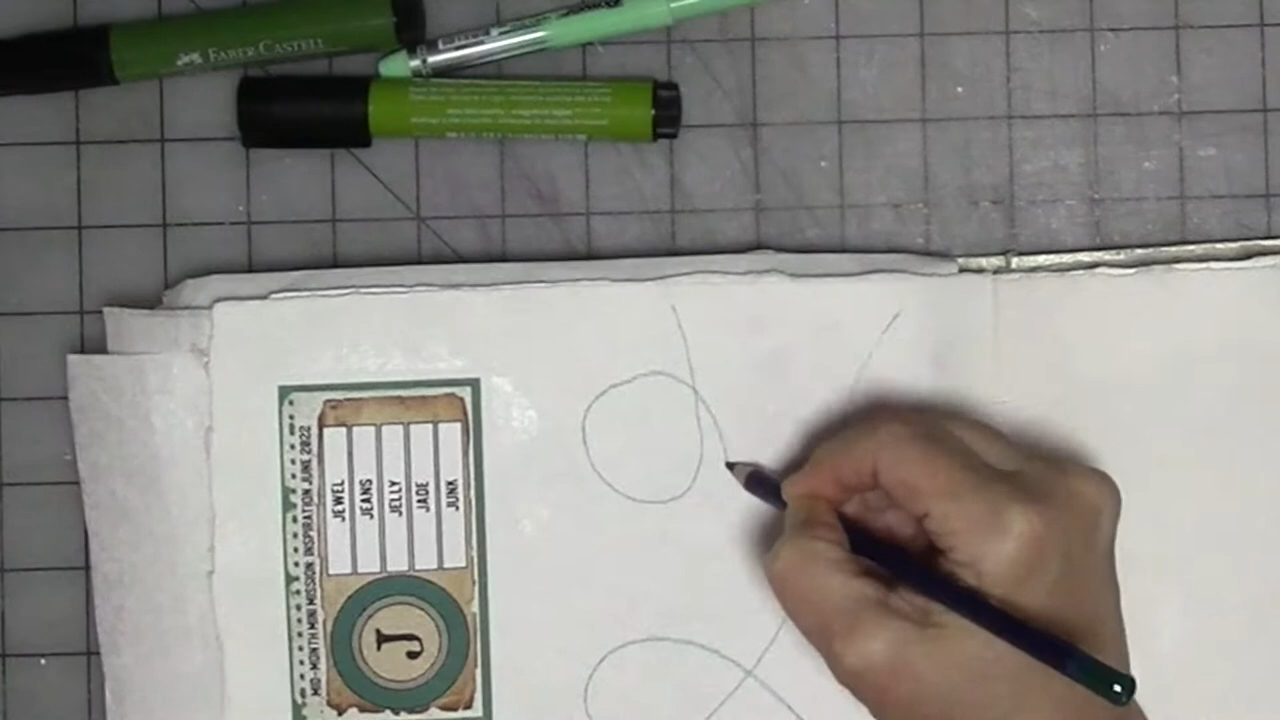 FABER-CASTELL
MID-MONTH MINI MISSION INSPIRATION JUNE 2022
JEWEL
JEANS
JELLY
JADE
JUNK
J